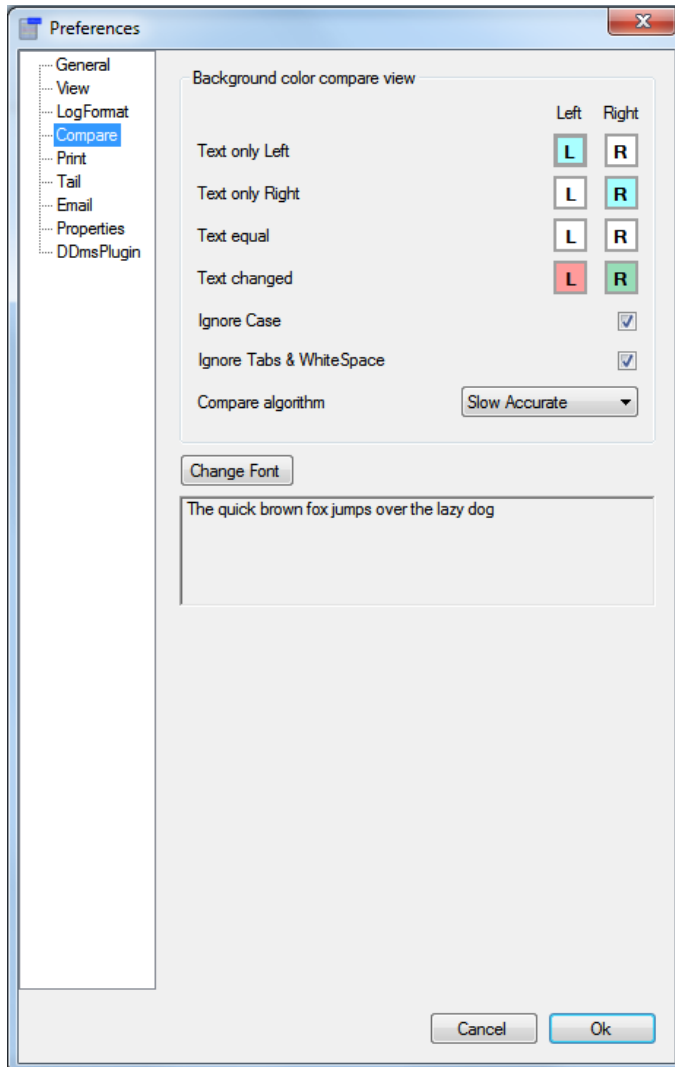 Preferences
General
View
LogFormat
Compare
Print
Tail
Email
Properties
DDmsPlugin
Background color compare view
Left Right
Text only Left L R
Text only Right L R
Text equal L R
Text changed L R
Ignore Case
Ignore Tabs & WhiteSpace
Compare algorithm Slow Accurate
Change Font
The quick brown fox jumps over the lazy dog
Cancel Ok